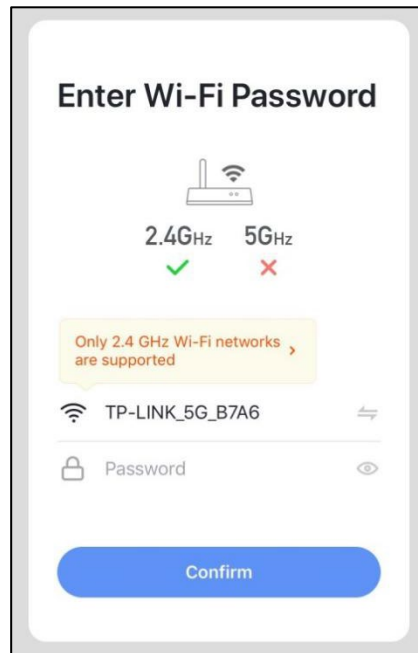 Enter Wi-Fi Password
2.4GHz 5GHz
Only 2.4 GHz Wi-Fi networks
are supported
TP-LINK_5G_B7A6
Password
Confirm